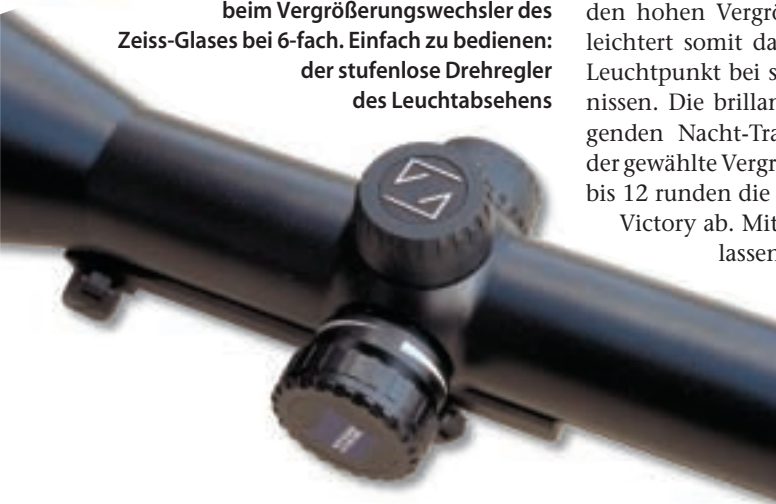 beim Vergrößerungswechsler des
Zeiss-Glases bei 6-fach. Einfach zu bedienen:
der stufenlose Drehregler
des Leuchtabsehens
den hohen Vergrö
leichtert somit da
Leuchtpunkt bei s
nissen. Die brillan
genden Nacht-Tra
der gewählte Vergr
bis 12 runden die
Victory ab. Mit
lassen